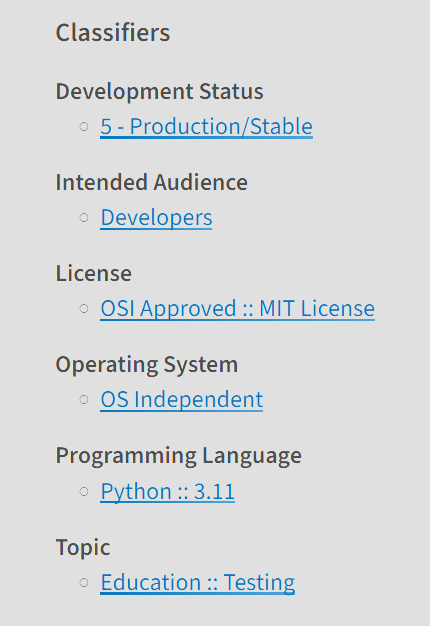 Classifiers
Development Status
5 - Production/Stable
Intended Audience
Developers
License
OSI Approved :: MIT License
Operating System
OS Independent
Programming Language
Python :: 3.11
Topic
Education :: Testing